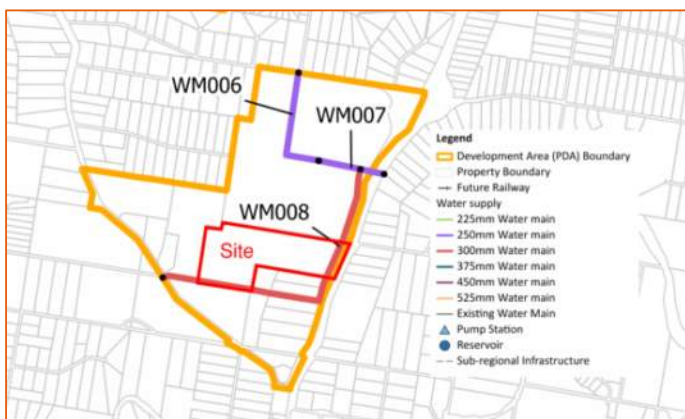 WM006
WM007
WM008
Site
Legend
Development Area (PDA) Boundary
Property Boundary
Future Railway
Water supply
225mm Water main
250mm Water main
300mm Water main
375mm Water main
450mm Water main
525mm Water main
Existing Water Main
Pump Station
Reservoir
Sub-regional Infrastructure